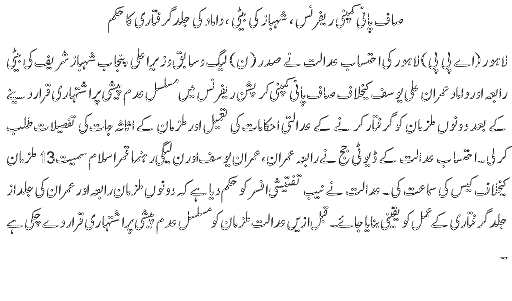 صاف پانی کمپنی ریفرنس، شہباز کی بیٹی، داماد کی جلد گرفتاری کا حکم
لاہور (اے پی پی) لاہور کی احتساب عدالت نے صدر (ن) لیگ و سابق وزیراعلیٰ پنجاب شہباز شریف کی بیٹی
رابعہ اور داماد عمران علی یوسف کیخلاف صاف پانی کمپنی کرپشن ریفرنس میں مسلسل عدم پیشی پر اشتہاری قرار دینے
کے بعد دونوں ملزمان کو گرفتار کرنے کے عدالتی احکامات کی تعمیل اور ملزمان کے اثاثہ جات کی تفصیلات طلب
کر لی۔ احتساب عدالت کے ڈیوٹی جج نے رابعہ عمران، عمران یوسف اور ن لیگی رہنما قمر اسلام سمیت 13 ملزمان
کیخلاف کیس کی سماعت کی۔ عدالت نے نیب تفتیشی افسر کو حکم دیا ہے کہ دونوں ملزمان رابعہ اور عمران کی جلد از
جلد گرفتاری کے عمل کو یقینی بنایا جائے۔ قبل ازیں عدالت ملزمان کو مسلسل عدم پیشی پر اشتہاری قرار دے چکی ہے
۔